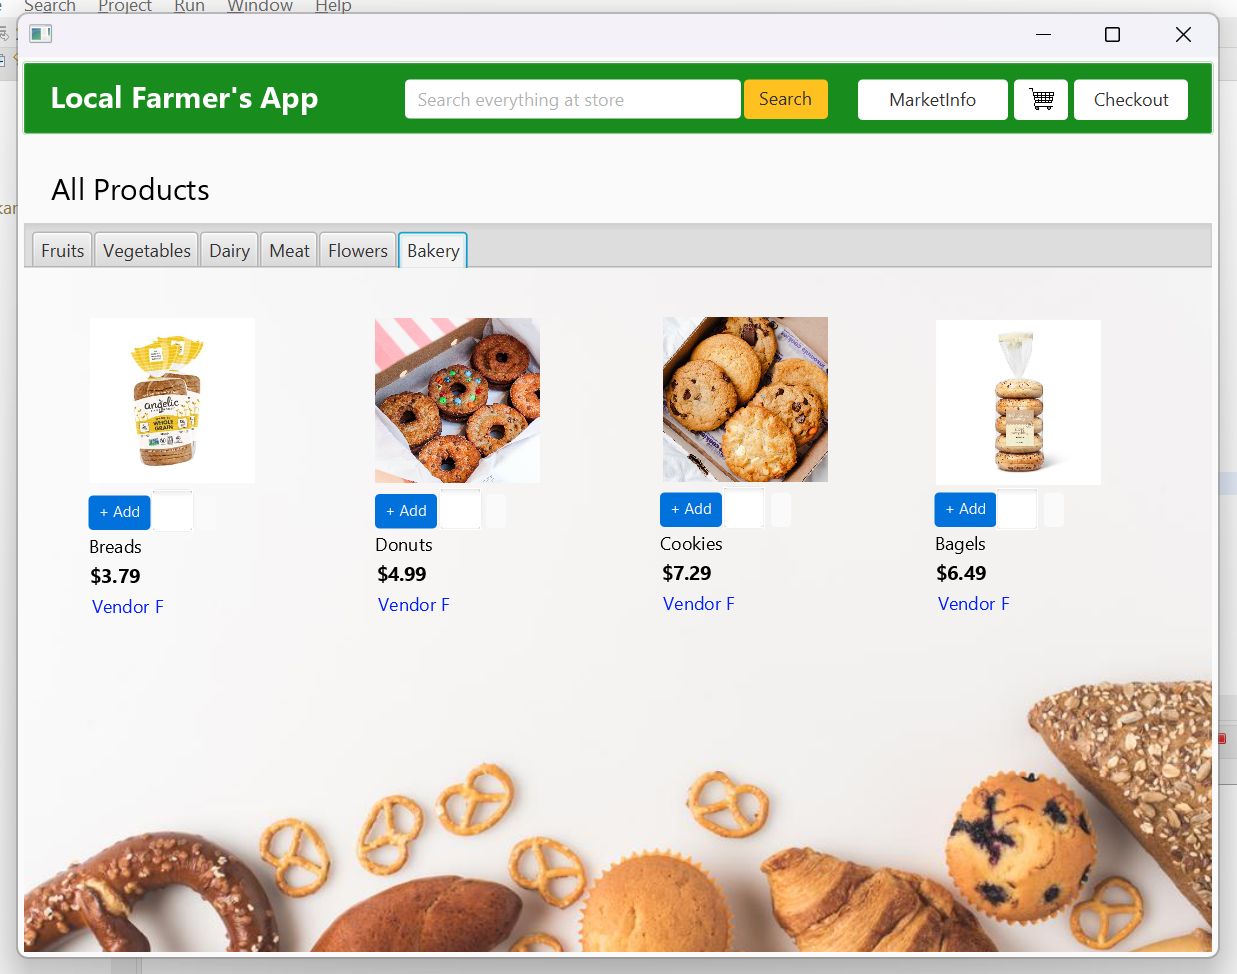 Search Project Run Window Help
Local Farmer's App
Search everything at store
Search
MarketInfo
Checkout
All Products
Fruits Vegetables Dairy Meat Flowers Bakery
angelic
WHOLE
GRAIN
+ Add
+ Add
+ Add
+ Add
Breads
Donuts
Cookies
Bagels
$3.79
$4.99
$7.29
$6.49
Vendor F
Vendor F
Vendor F
Vendor F